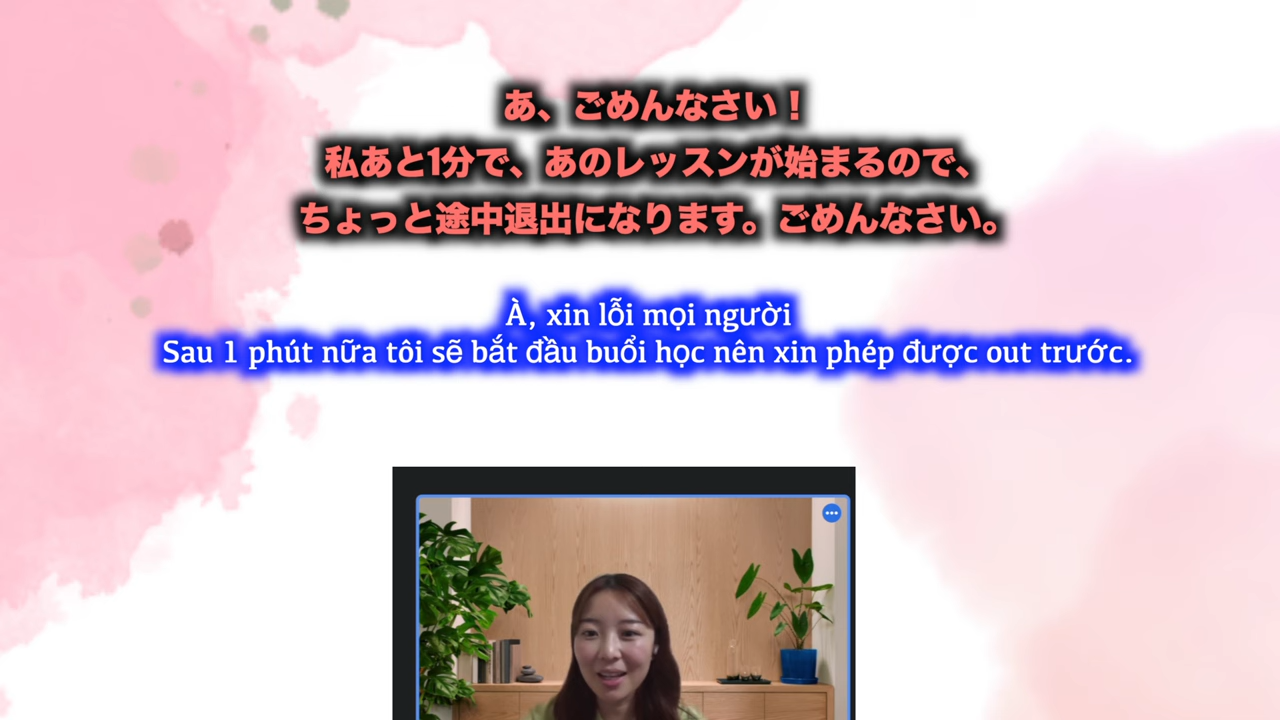 あ、ごめんなさい！
私あと1分で、あのレッスンが始まるので、
ちょっと途中退出になります。ごめんなさい。
À, xin lỗi mọi người
Sau 1 phút nữa tôi sẽ bắt đầu buổi học nên xin phép được out trước.